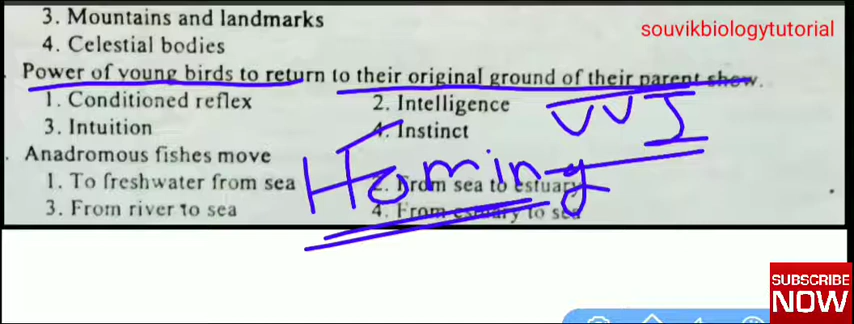 3. Mountains and landmarks
souvikbiologytutorial
4. Celestial bodies
Power of young birds to return to their original ground of their parent show.
1. Conditioned reflex 2. Intelligence
VVI
3. Intuition 4. Instinct
Homing
Anadromous fishes move
1. To freshwater from sea 2. From sea to estuary
3. From river to sea 4. From estuary to sea
SUBSCRIBE
NOW